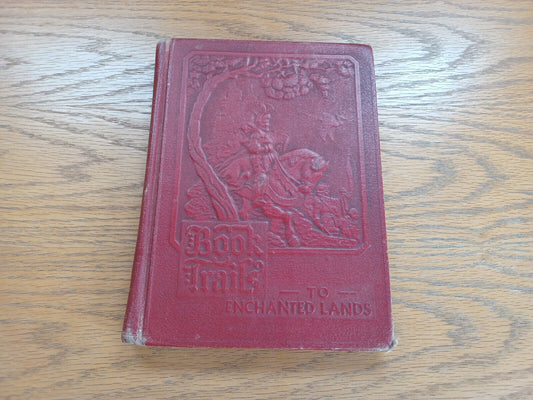 Book
Trails
— TO —
ENCHANTED LANDS